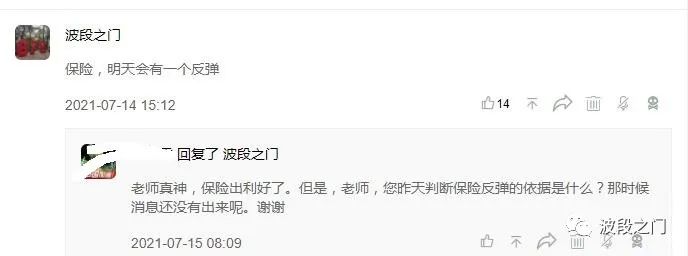 波段之门
保险，明天会有一个反弹
2021-07-14 15:12
14
回复了 波段之门
老师真神，保险出利好了。但是，老师，您昨天判断保险反弹的依据是什么？那时候
消息还没有出来呢。谢谢
2021-07-15 08:09
波段之门